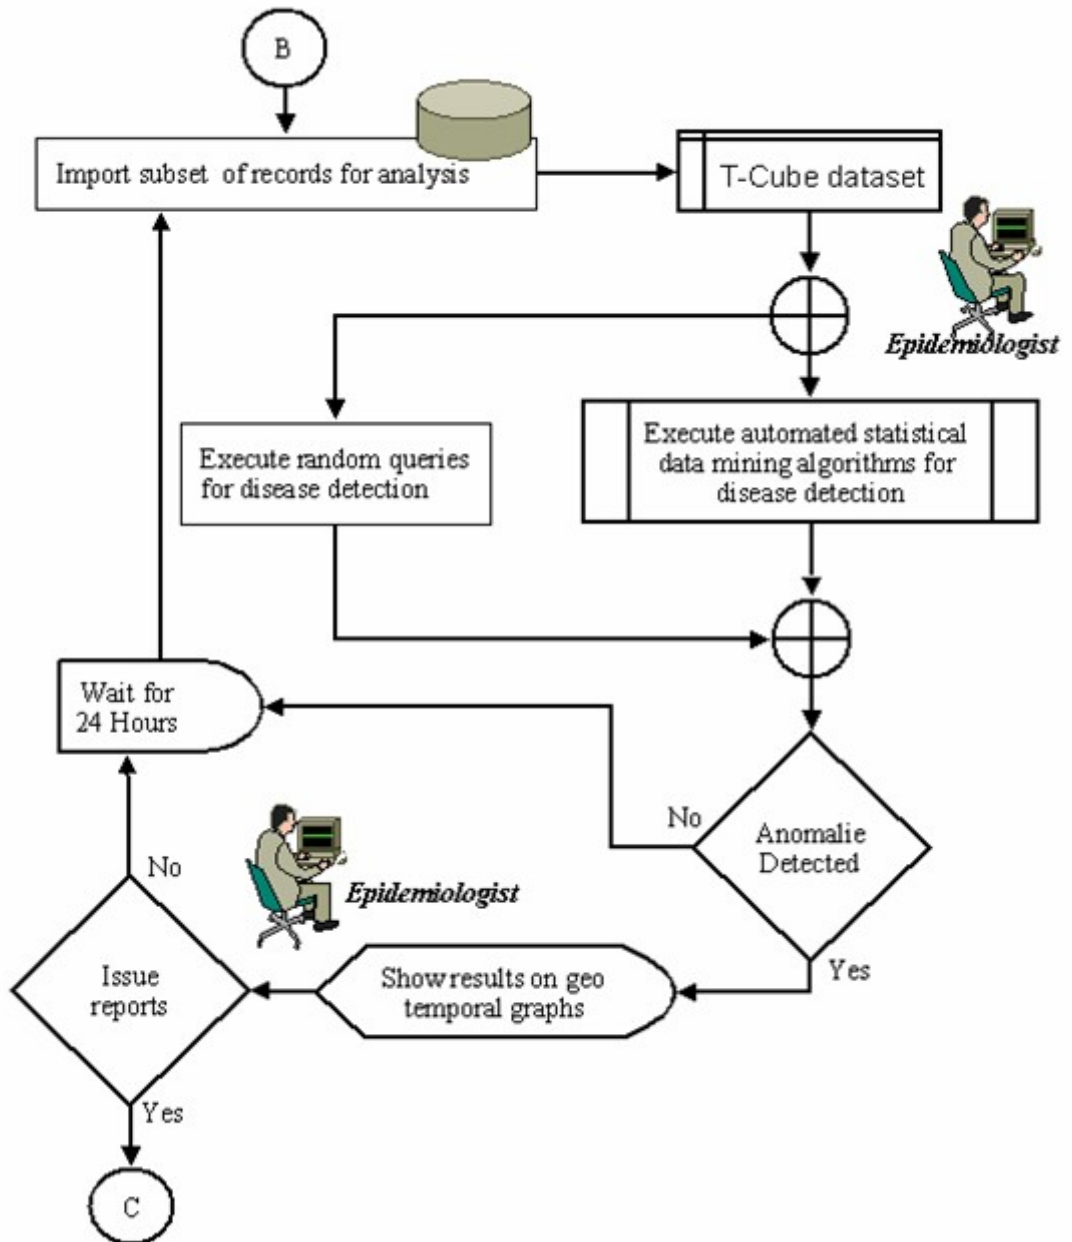 B
Import subset of records for analysis
T-Cube dataset
Epidemiologist
Execute random queries
for disease detection
Execute automated statistical
data mining algorithms for
disease detection
Wait for
24 Hours
No
Anomalie
Detected
No
Epidemiologist
Yes
Issue
reports
Show results on geo
temporal graphs
Yes
C